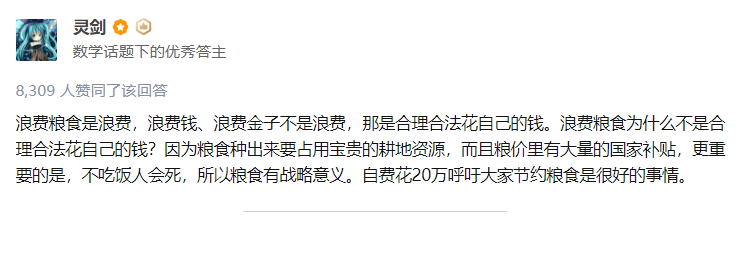 灵剑
数学话题下的优秀答主
8,309 人赞同了该回答
浪费粮食是浪费，浪费钱、浪费金子不是浪费，那是合理合法花自己的钱。浪费粮食为什么不是合
理合法花自己的钱？因为粮食种出来要占用宝贵的耕地资源，而且粮价里有大量的国家补贴，更重
要的是，不吃饭人会死，所以粮食有战略意义。自费花20万呼吁大家节约粮食是很好的事情。